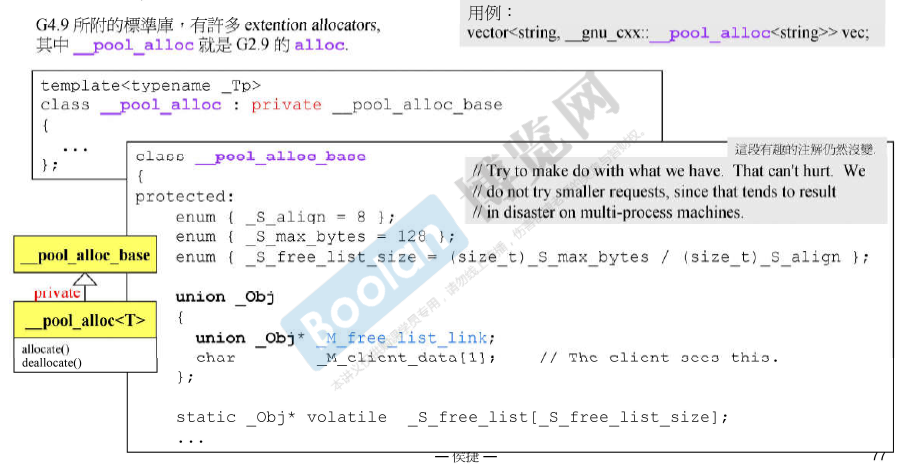 G4.9 所附的標準庫，有許多 extention allocators,
其中 __pool_alloc 就是 G2.9 的 alloc.
用例：
vector<string, __gnu_cxx::__pool_alloc<string>> vec;
template<typename _Tp>
class __pool_alloc : private __pool_alloc_base
{
...
};
class __pool_alloc_base
{
protected:
enum { _S_align = 8 };
enum { _S_max_bytes = 128 };
enum { _S_free_list_size = (size_t)_S_max_bytes / (size_t)_S_align };
union _Obj
{
union _Obj* _M_free_list_link;
char _M_client_data[1]; // The client sees this.
};
static _Obj* volatile _S_free_list[_S_free_list_size];
...
這段有趣的注解仍然沒變.
// Try to make do with what we have. That can't hurt. We
// do not try smaller requests, since that tends to result
// in disaster on multi-process machines.
__pool_alloc_base
private
__pool_alloc<T>
allocate()
deallocate()
Boolan 博览网
— 侯捷 —
77